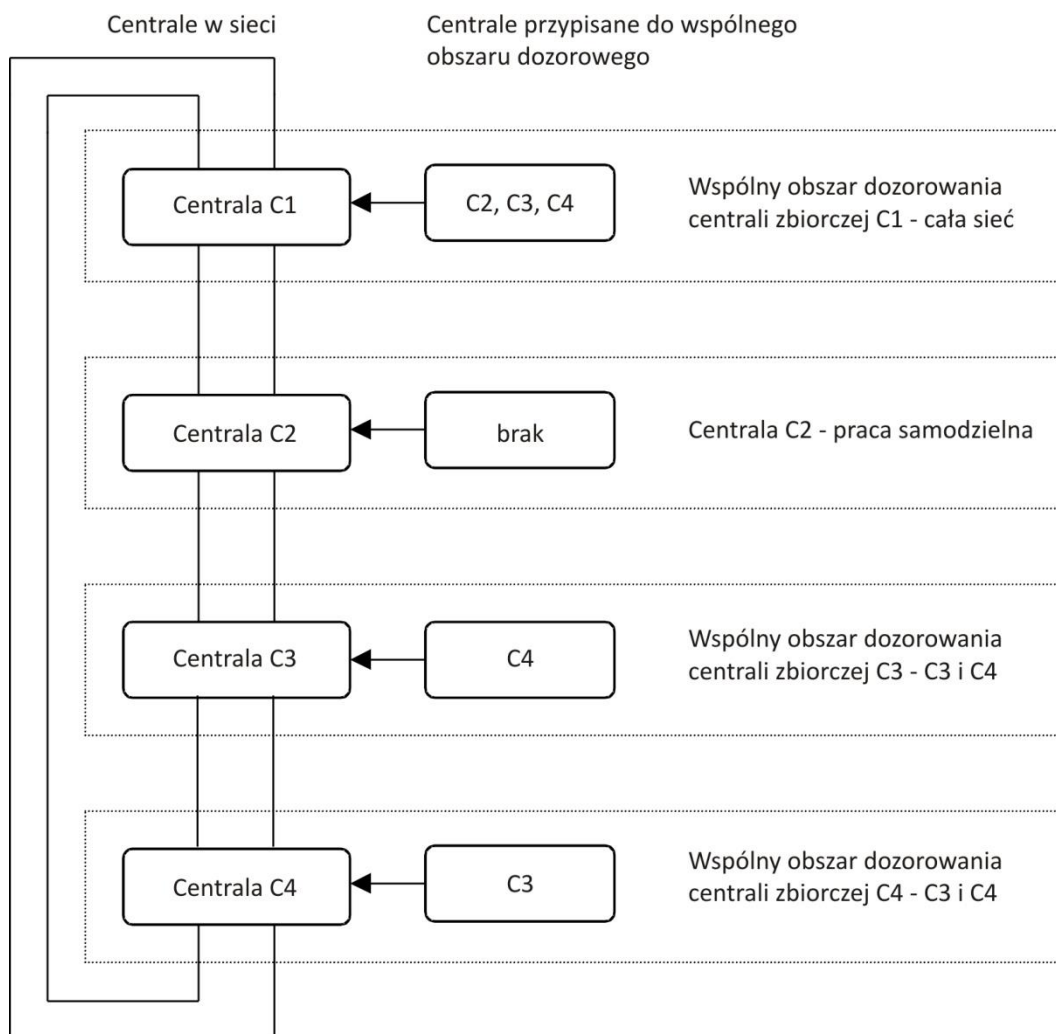 Centrale w sieci
Centrale przypisane do wspólnego
obszaru dozorowego
Centrala C1
C2, C3, C4
Wspólny obszar dozorowania
centrali zbiorczej C1 - cała sieć
Centrala C2
brak
Centrala C2 - praca samodzielna
Centrala C3
C4
Wspólny obszar dozorowania
centrali zbiorczej C3 - C3 i C4
Centrala C4
C3
Wspólny obszar dozorowania
centrali zbiorczej C4 - C3 i C4